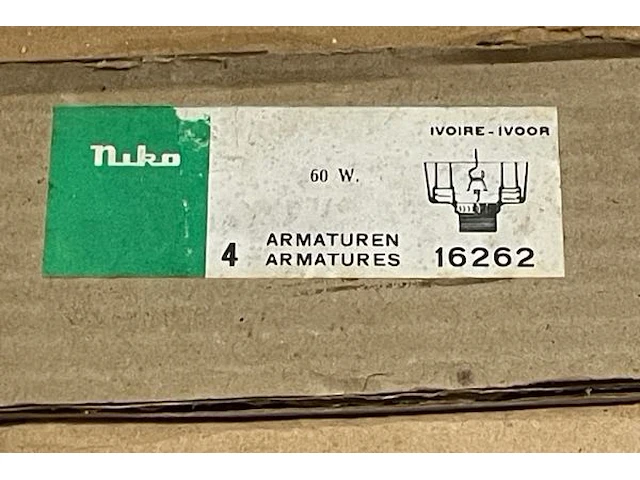 niko
IVOIRE-IVOOR
60 W.
4 ARMATUREN
ARMATURES
16262